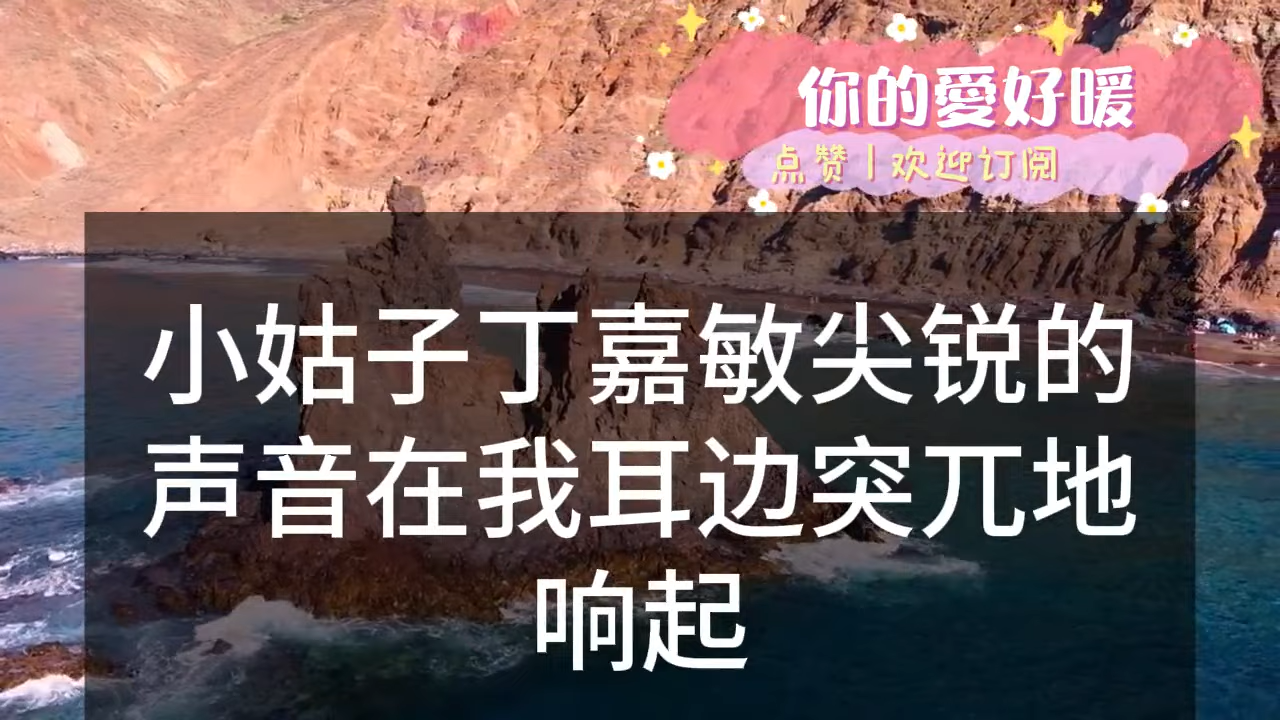 你的愛好暖
点赞 | 欢迎订阅
小姑子丁嘉敏尖锐的
声音在我耳边突兀地
响起